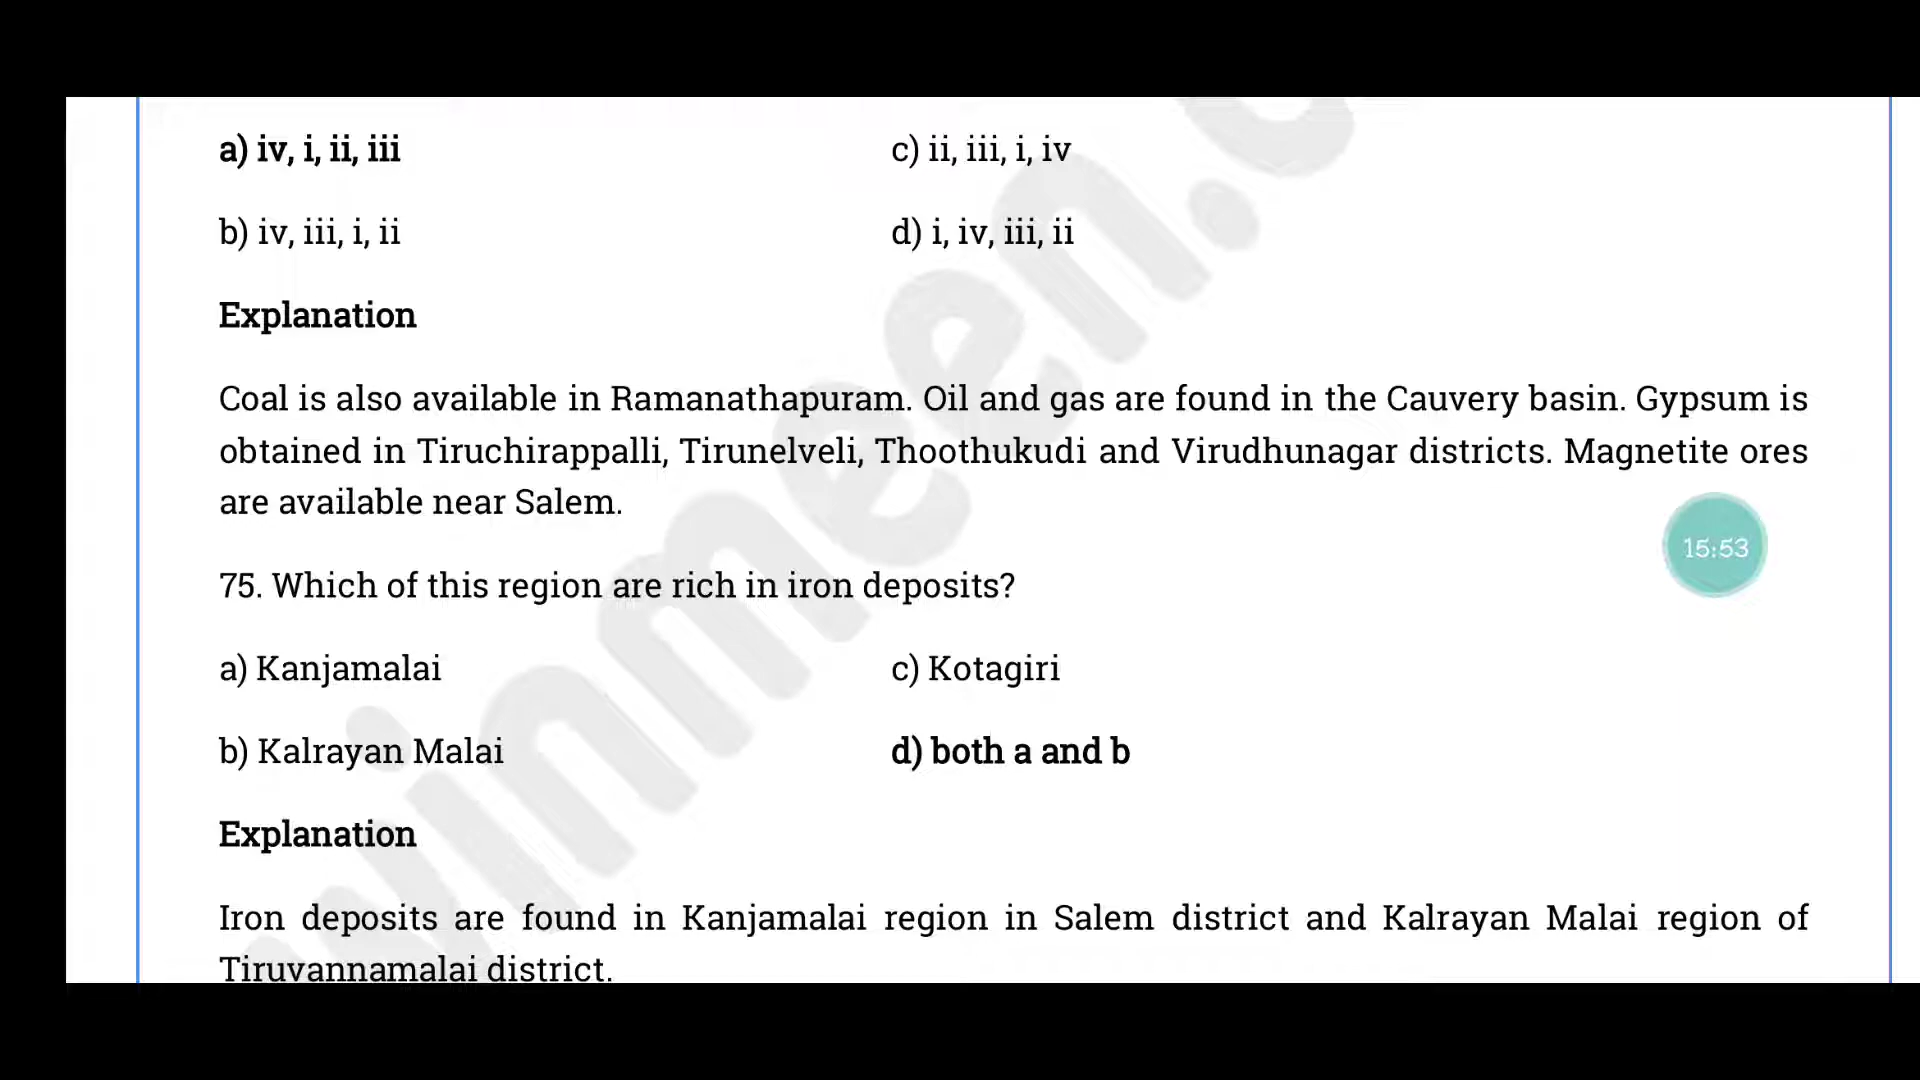 a) iv, i, ii, iii
c) ii, iii, i, iv
b) iv, iii, i, ii
d) i, iv, iii, ii
Explanation
Coal is also available in Ramanathapuram. Oil and gas are found in the Cauvery basin. Gypsum is
obtained in Tiruchirappalli, Tirunelveli, Thoothukudi and Virudhunagar districts. Magnetite ores
are available near Salem.
15:53
75. Which of this region are rich in iron deposits?
a) Kanjamalai
c) Kotagiri
b) Kalrayan Malai
d) both a and b
Explanation
Iron deposits are found in Kanjamalai region in Salem district and Kalrayan Malai region of
Tiruvannamalai district.
winmeen.